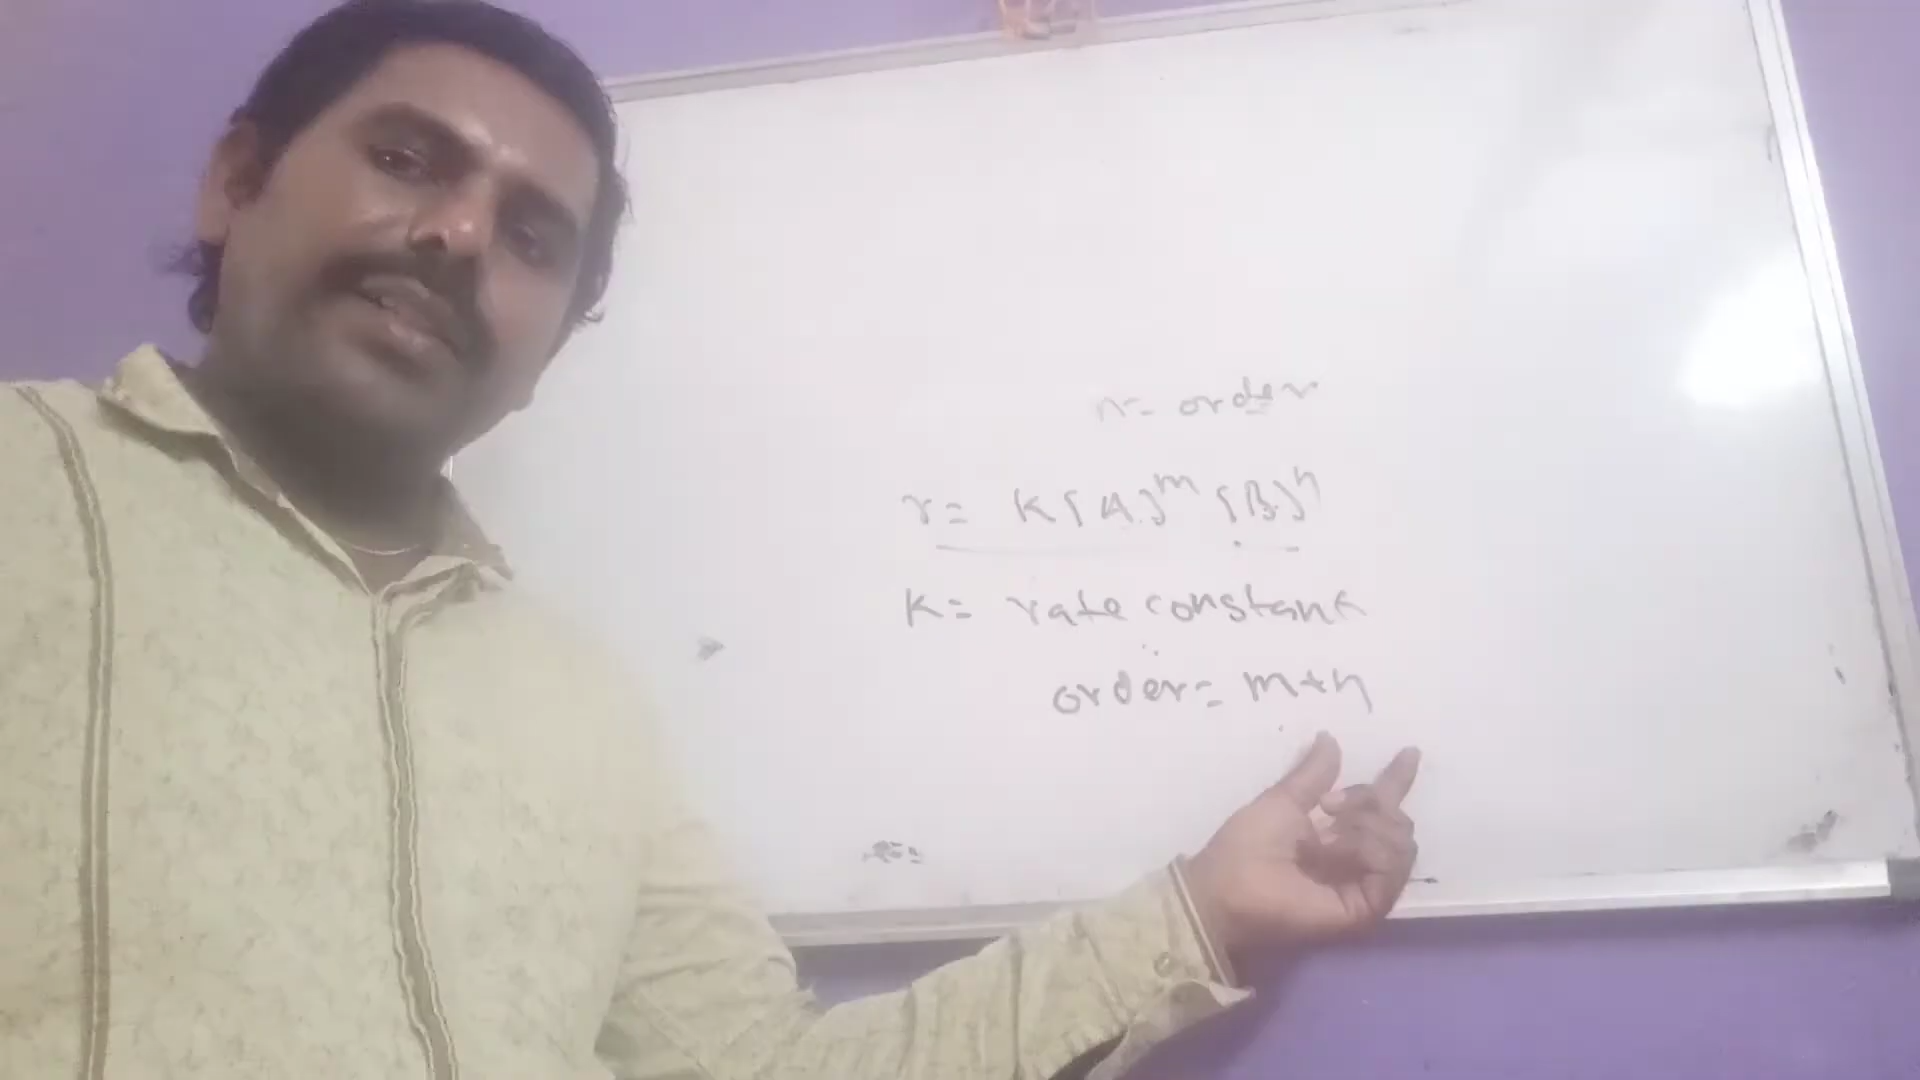 n= order
r= K[A]^m [B]^n
K= rate constant
order= m+n